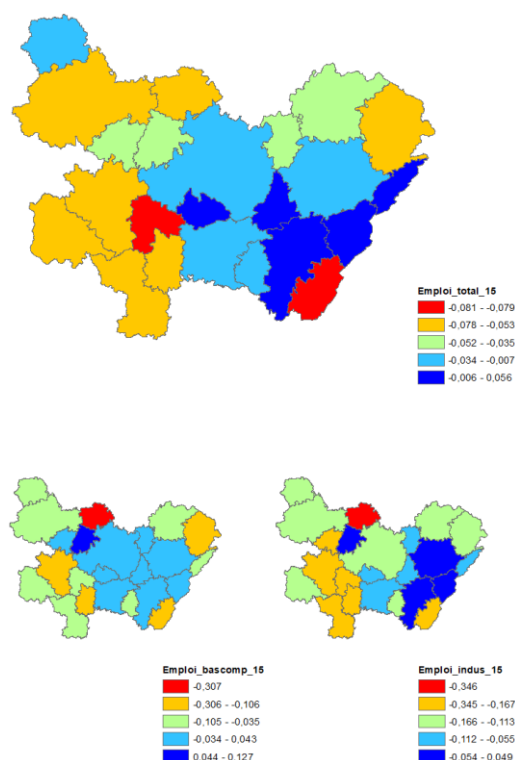 Emploi_total_15
-0,081 - -0,079
-0,078 - -0,053
-0,052 - -0,035
-0,034 - -0,007
-0,006 - 0,056
Emploi_bascomp_15
-0,307
-0,306 - -0,106
-0,105 - -0,035
-0,034 - 0,043
0,044 - 0,127
Emploi_indus_15
-0,346
-0,345 - -0,167
-0,166 - -0,113
-0,112 - -0,055
-0,054 - 0,049